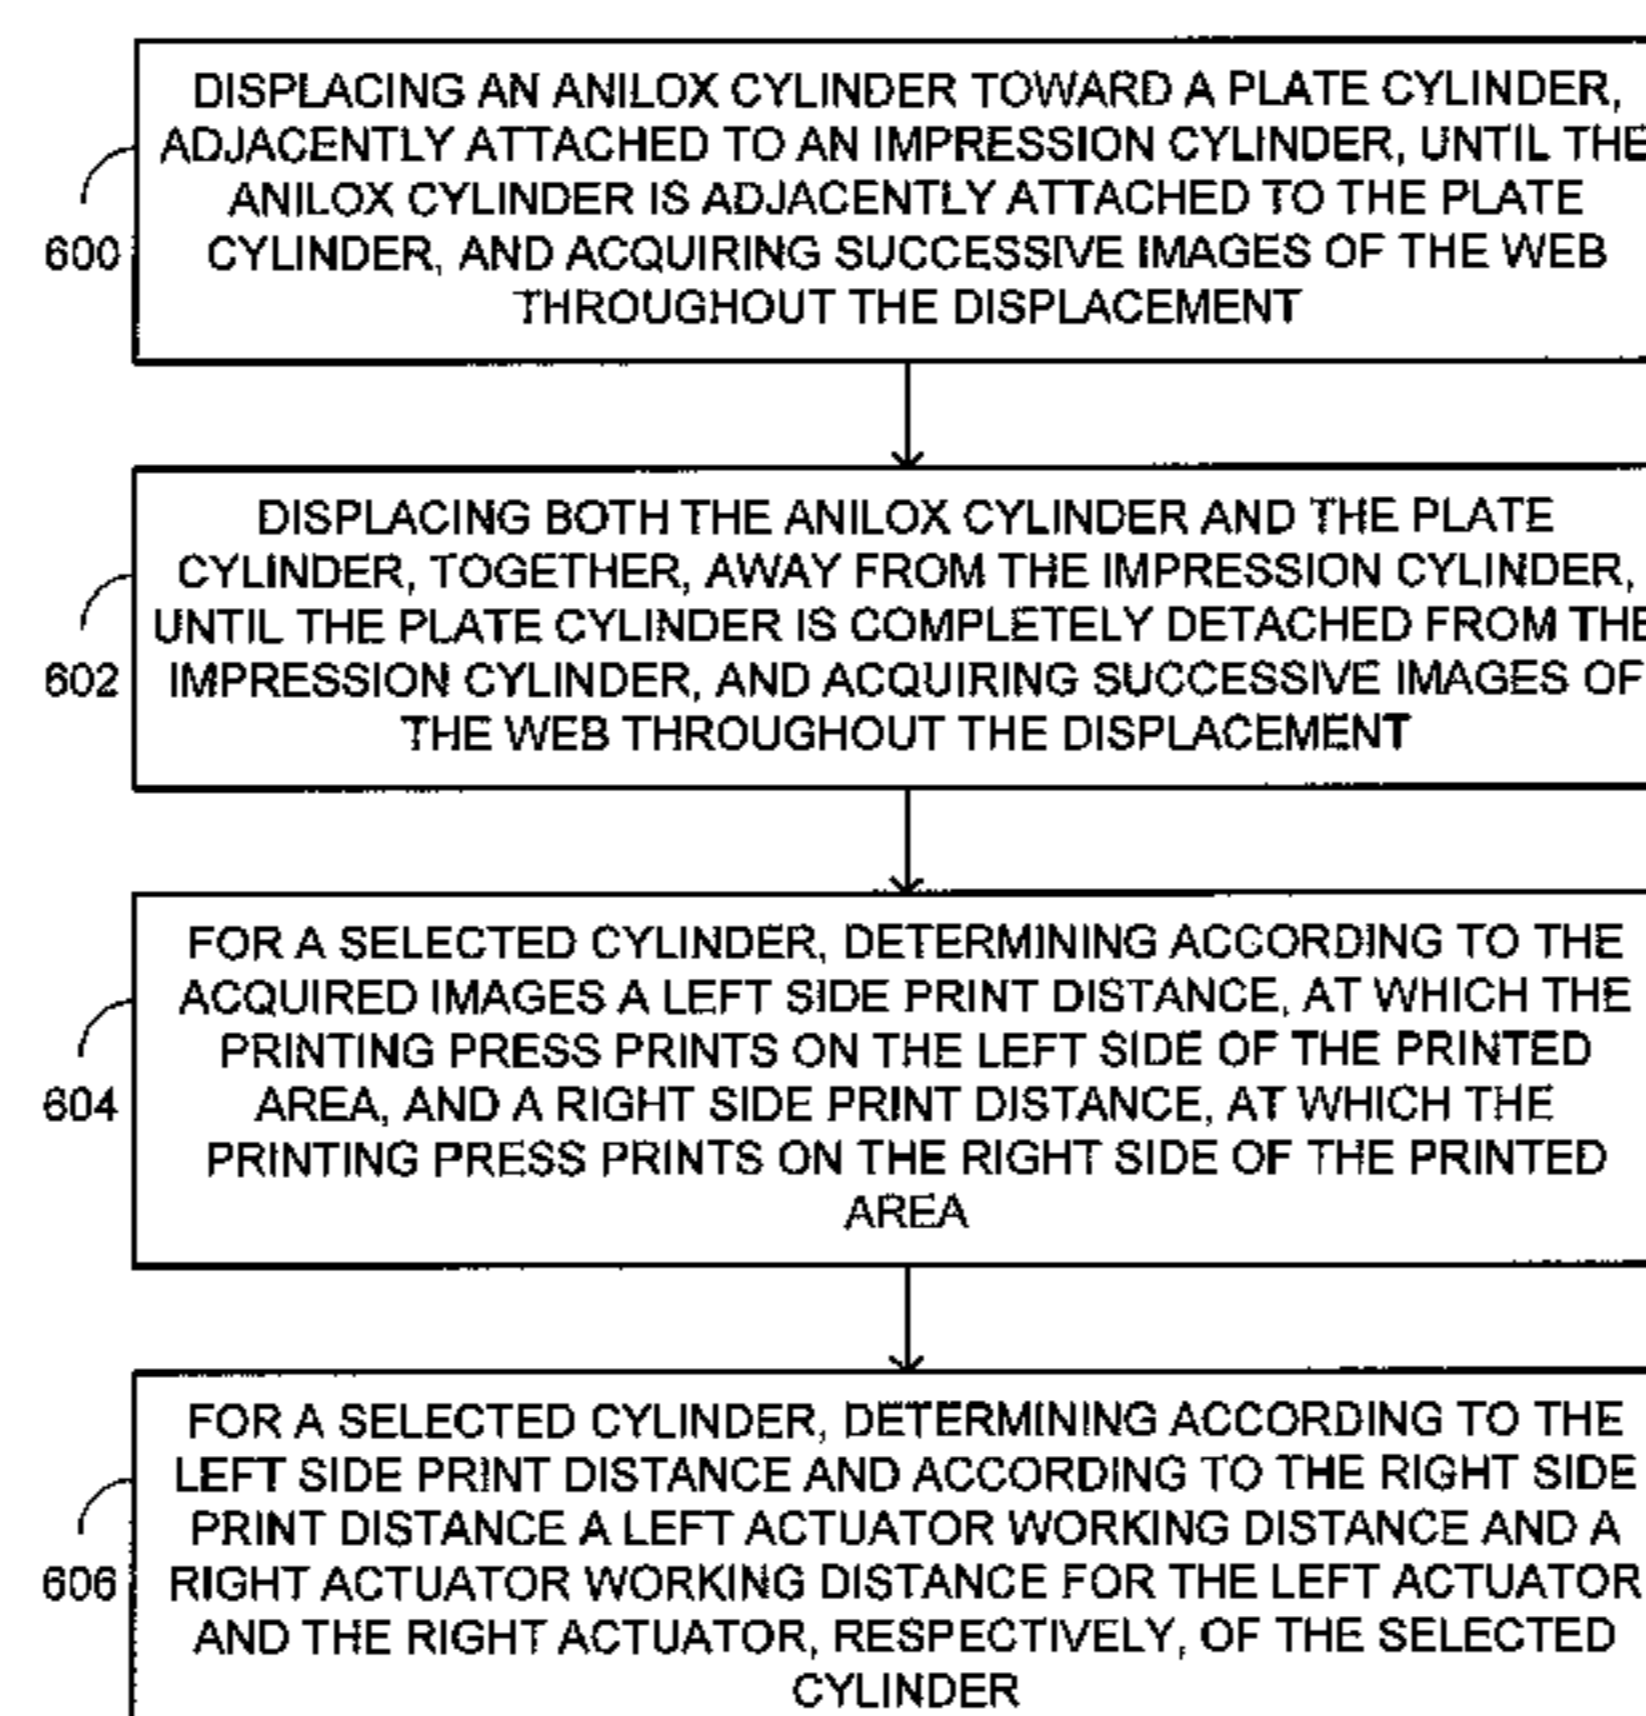 DISPLACING AN ANILOX CYLINDER TOWARD A PLATE CYLINDER,
ADJACENTLY ATTACHED TO AN IMPRESSION CYLINDER, UNTIL THE
ANILOX CYLINDER IS ADJACENTLY ATTACHED TO THE PLATE
CYLINDER, AND ACQUIRING SUCCESSIVE IMAGES OF THE WEB
THROUGHOUT THE DISPLACEMENT
600
DISPLACING BOTH THE ANILOX CYLINDER AND THE PLATE
CYLINDER, TOGETHER, AWAY FROM THE IMPRESSION CYLINDER,
UNTIL THE PLATE CYLINDER IS COMPLETELY DETACHED FROM THE
IMPRESSION CYLINDER, AND ACQUIRING SUCCESSIVE IMAGES OF
THE WEB THROUGHOUT THE DISPLACEMENT
602
FOR A SELECTED CYLINDER, DETERMINING ACCORDING TO THE
ACQUIRED IMAGES A LEFT SIDE PRINT DISTANCE, AT WHICH THE
PRINTING PRESS PRINTS ON THE LEFT SIDE OF THE PRINTED
AREA, AND A RIGHT SIDE PRINT DISTANCE, AT WHICH THE
PRINTING PRESS PRINTS ON THE RIGHT SIDE OF THE PRINTED
AREA
604
FOR A SELECTED CYLINDER, DETERMINING ACCORDING TO THE
LEFT SIDE PRINT DISTANCE AND ACCORDING TO THE RIGHT SIDE
PRINT DISTANCE A LEFT ACTUATOR WORKING DISTANCE AND A
RIGHT ACTUATOR WORKING DISTANCE FOR THE LEFT ACTUATOR
AND THE RIGHT ACTUATOR, RESPECTIVELY, OF THE SELECTED
CYLINDER
606